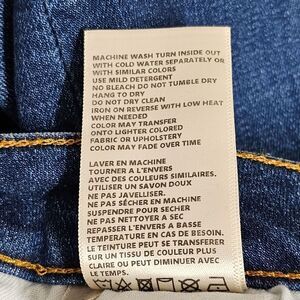 MACHINE WASH TURN INSIDE OUT
WITH COLD WATER SEPARATELY OR
WITH SIMILAR COLORS
USE MILD DETERGENT
NO BLEACH DO NOT TUMBLE DRY
HANG TO DRY
DO NOT DRY CLEAN
IRON ON REVERSE WITH LOW HEAT
WHEN NEEDED
COLOR MAY TRANSFER
ONTO LIGHTER COLORED
FABRIC OR UPHOLSTERY
COLOR MAY FADE OVER TIME
LAVER EN MACHINE
TOURNER A L'ENVERS
AVEC DES COULEURS SIMILAIRES.
UTILISER UN SAVON DOUX
NE PAS JAVELLISER.
NE PAS SÉCHER EN MACHINE
SUSPENDRE POUR SECHER
NE PAS NETTOYER A SEC
REPASSER L'ENVERS A BASSE
TEMPERATURE EN CAS DE BESOIN.
LE TEINTURE PEUT SE TRANSFERER
SUR UN TISSU DE COULEUR PLUS
CLAIRE OU PEUT DIMINUER AVEC
LE TEMPS.